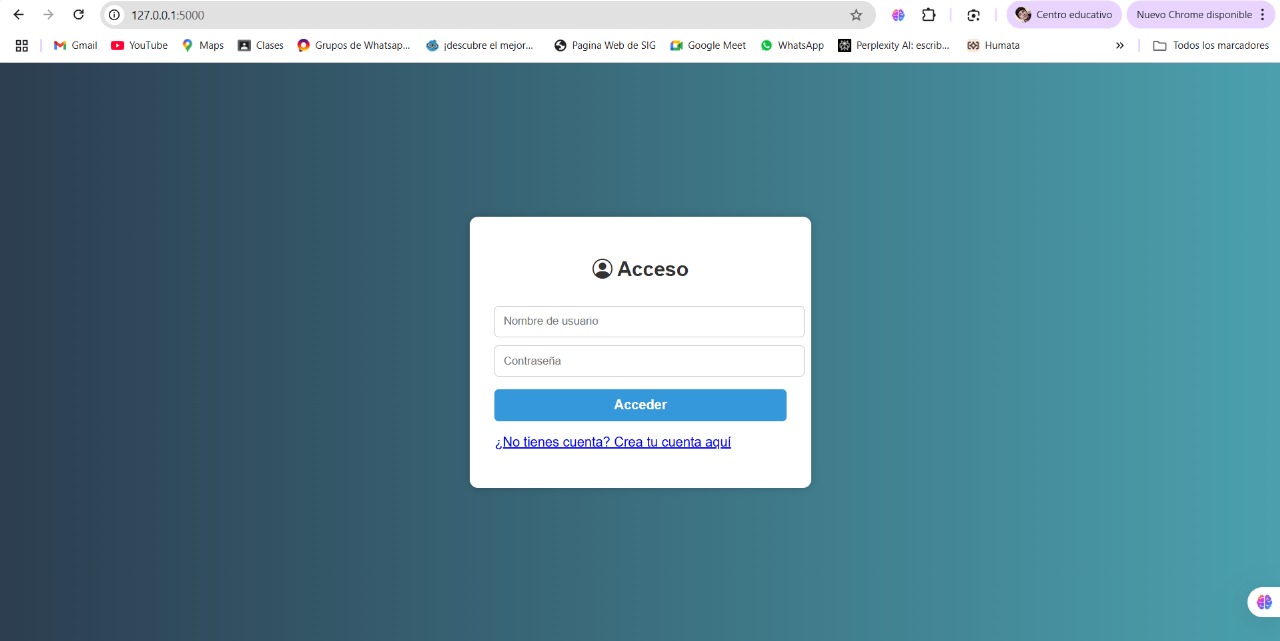 127.0.0.1:5000
Centro educativo
Nuevo Chrome disponible
Gmail YouTube Maps Clases Grupos de Whatsap... ¡descubre el mejor... Pagina Web de SIG Google Meet WhatsApp Perplexity AI: escrib... Humata » Todos los marcadores
Acceso
Nombre de usuario
Contraseña
Acceder
¿No tienes cuenta? Crea tu cuenta aquí